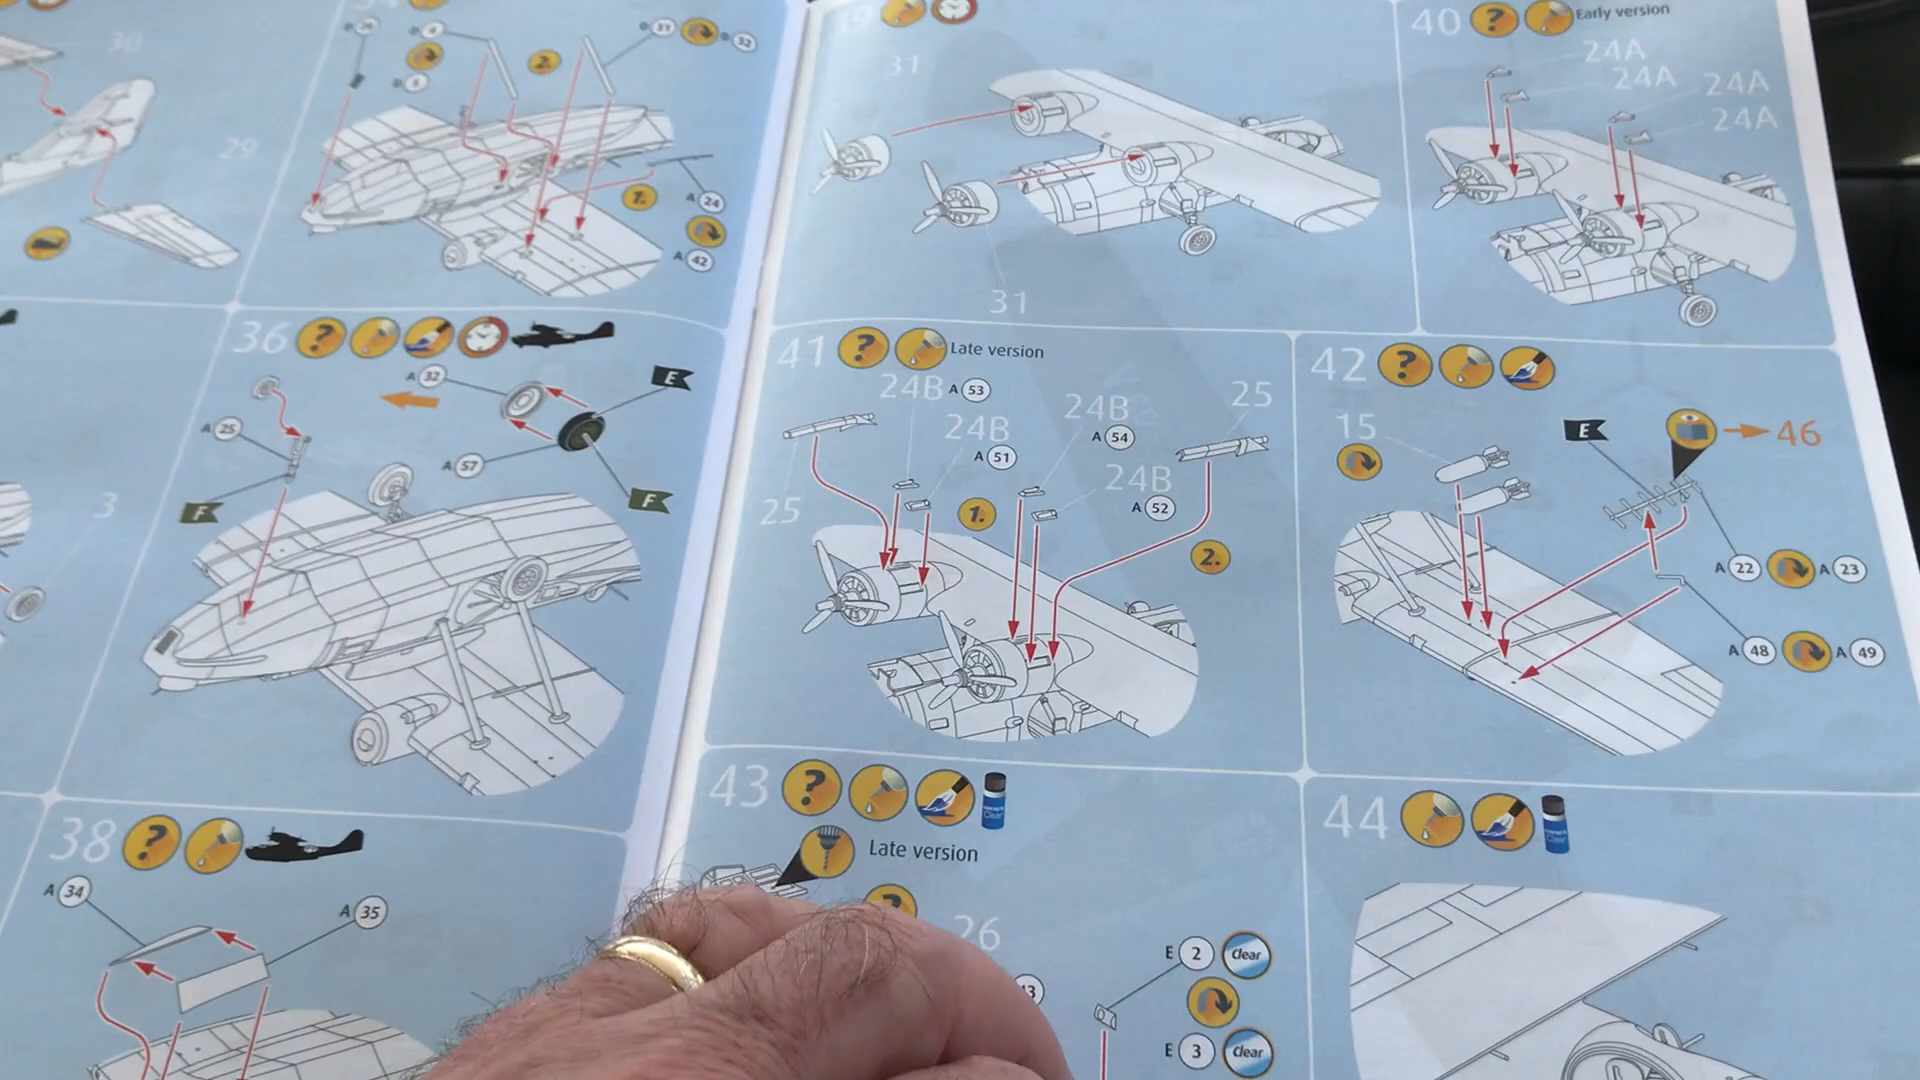 30
29
31
32
2.
1.
A 24
A 42
36
A 32
E
A 25
A 57
F
F
3
38
A 34
A 35
31
31
40
Early version
24A
24A
24A
24A
41
Late version
24B A 53
24B
A 51
24B
A 54
25
24B
A 52
25
1.
2.
42
15
E
46
A 22
A 23
A 48
A 49
43
Clear
Late version
26
E 2 Clear
E 3 Clear
44
Clear